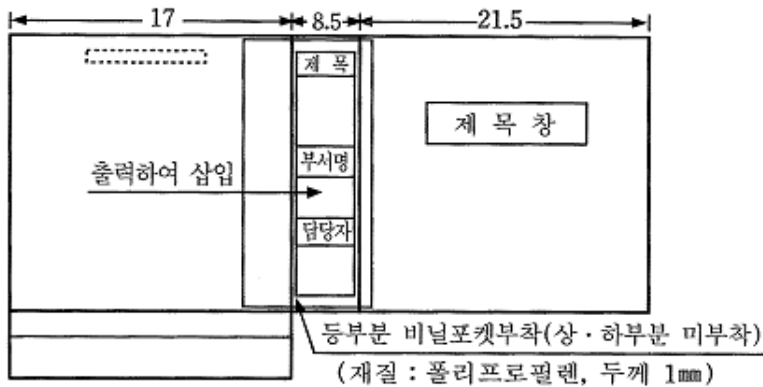 17 8.5 21.5
제 목
제 목 창
부서명
출력하여 삽입
담당자
등부분 비닐포켓부착(상 · 하부분 미부착)
(재질 : 폴리프로필렌, 두께 1mm)